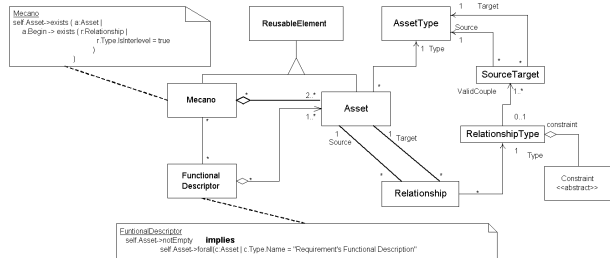 Mecano
self.Asset->exists ( a:Asset |
a.Begin -> exists ( r:Relationship |
r.Type.IsInterlevel = true
)
)
ReusableElement
AssetType
1 Target
Source
1
1 Type
*
*
*
SourceTarget
ValidCouple
1..*
Mecano
*
2..*
Asset
1..*
0..1
RelationshipType
constraint
*
1
Source
1
Target
1
Type
*
Functional
Descriptor
*
*
*
Relationship
*
Constraint
<<abstract>>
FuntionalDescriptor
self.Asset->notEmpty implies
self.Asset->forall(c:Asset | c.Type.Name = "Requirement's Functional Description")